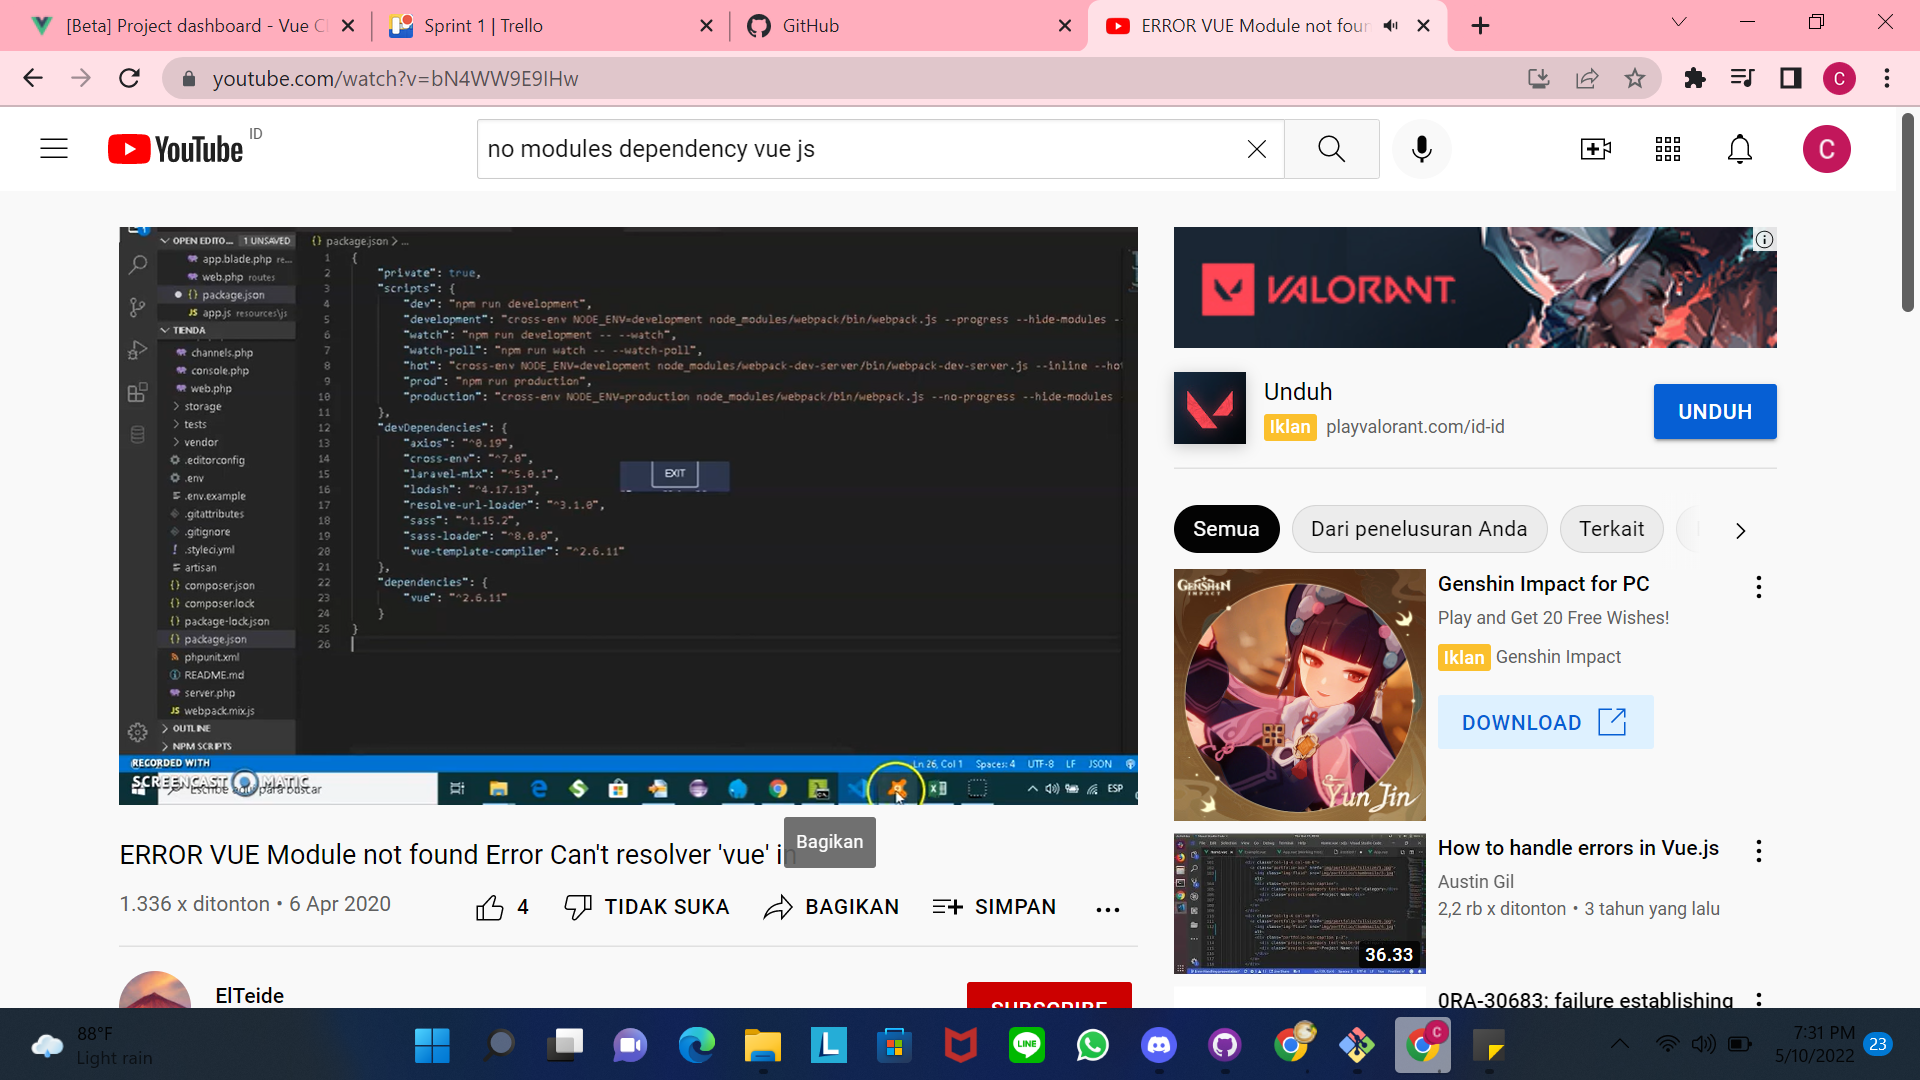 [Beta] Project dashboard - Vue Cl
Sprint 1 | Trello
GitHub
ERROR VUE Module not foun
youtube.com/watch?v=bN4WW9E9IHw
C
YouTube ID
no modules dependency vue js
C
OPEN EDITO... 1 UNSAVED
app.blade.php re...
web.php routes
{} package.json
JS app.js resources\js
TIENDA
channels.php
console.php
web.php
storage
tests
vendor
.editorconfig
.env
.env.example
.gitattributes
.gitignore
.styleci.yml
artisan
{} composer.json
{} composer.lock
{} package-lock.json
{} package.json
phpunit.xml
README.md
server.php
JS webpack.mix.js
OUTLINE
NPM SCRIPTS
{} package.json > ...
1 {
2 "private": true,
3 "scripts": {
4 "dev": "npm run development",
5 "development": "cross-env NODE_ENV=development node_modules/webpack/bin/webpack.js --progress --hide-modules -
6 "watch": "npm run development -- --watch",
7 "watch-poll": "npm run watch -- --watch-poll",
8 "hot": "cross-env NODE_ENV=development node_modules/webpack-dev-server/bin/webpack-dev-server.js --inline --hot
9 "prod": "npm run production",
10 "production": "cross-env NODE_ENV=production node_modules/webpack/bin/webpack.js --no-progress --hide-modules -
11 },
12 "devDependencies": {
13 "axios": "^0.19",
14 "cross-env": "^7.0",
15 "laravel-mix": "^5.0.1",
16 "lodash": "^4.17.13",
17 "resolve-url-loader": "^3.1.0",
18 "sass": "^1.15.2",
19 "sass-loader": "^8.0.0",
20 "vue-template-compiler": "^2.6.11"
21 },
22 "dependencies": {
23 "vue": "^2.6.11"
24 }
25 }
26
EXIT
RECORDED WITH
SCREENCAST MATIC
Escribe aquí para buscar
Ln 26, Col 1 Spaces: 4 UTF-8 LF JSON
ESP
Bagikan
ERROR VUE Module not found Error Can't resolver 'vue' in
1.336 x ditonton • 6 Apr 2020
4 TIDAK SUKA BAGIKAN SIMPAN
ElTeide
SUBSCRIBE
VALORANT
Unduh
Iklan playvalorant.com/id-id
UNDUH
Semua Dari penelusuran Anda Terkait
GENSHIN IMPACT
Yun Jin
Genshin Impact for PC
Play and Get 20 Free Wishes!
Iklan Genshin Impact
DOWNLOAD
36.33
How to handle errors in Vue.js
Austin Gil
2,2 rb x ditonton • 3 tahun yang lalu
ORA-30683: failure establishing
88°F
Light rain
L
LINE
C
7:31 PM
5/10/2022
23